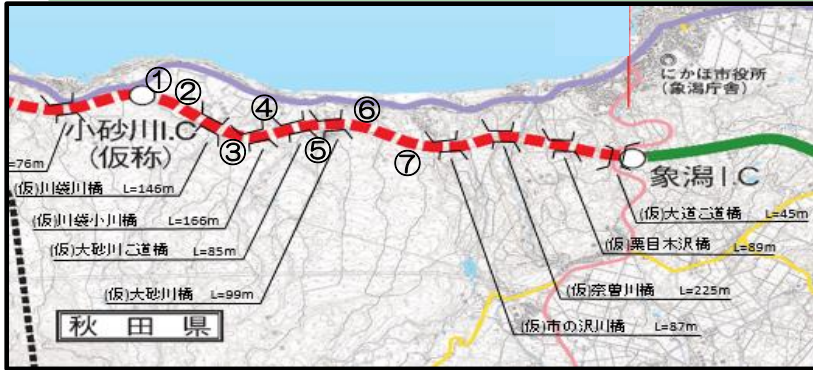 ①
②
④
⑥
③
⑤
⑦
にかほ市役所
(象潟庁舎)
小砂川I.C
(仮称)
象潟I.C
=76m
(仮)川袋川橋 L=146m
(仮)川袋小川橋 L=166m
(仮)大砂川こ道橋 L=85m
(仮)大砂川橋 L=99m
(仮)大道こ道橋 L=45m
(仮)栗目木沢橋 L=89m
(仮)奈曽川橋 L=225m
(仮)市の沢川橋 L=87m
秋田県